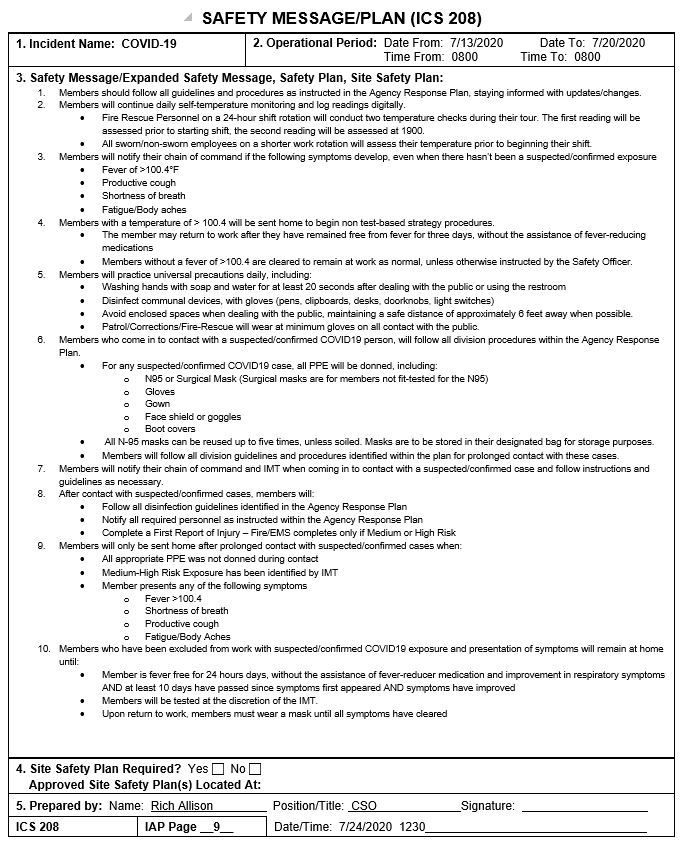 SAFETY MESSAGE/PLAN (ICS 208)
1. Incident Name: COVID-19
2. Operational Period: Date From: 7/13/2020 Date To: 7/20/2020
Time From: 0800 Time To: 0800
3. Safety Message/Expanded Safety Message, Safety Plan, Site Safety Plan:
1. Members should follow all guidelines and procedures as instructed in the Agency Response Plan, staying informed with updates/changes.
2. Members will continue daily self-temperature monitoring and log readings digitally.
• Fire Rescue Personnel on a 24-hour shift rotation will conduct two temperature checks during their tour. The first reading will be
assessed prior to starting shift, the second reading will be assessed at 1900.
• All sworn/non-sworn employees on a shorter work rotation will assess their temperature prior to beginning their shift.
3. Members will notify their chain of command if the following symptoms develop, even when there hasn't been a suspected/confirmed exposure
• Fever of >100.4°F
• Productive cough
• Shortness of breath
• Fatigue/Body aches
4. Members with a temperature of > 100.4 will be sent home to begin non test-based strategy procedures.
• The member may return to work after they have remained free from fever for three days, without the assistance of fever-reducing
medications
• Members without a fever of >100.4 are cleared to remain at work as normal, unless otherwise instructed by the Safety Officer.
5. Members will practice universal precautions daily, including:
• Washing hands with soap and water for at least 20 seconds after dealing with the public or using the restroom
• Disinfect communal devices, with gloves (pens, clipboards, desks, doorknobs, light switches)
• Avoid enclosed spaces when dealing with the public, maintaining a safe distance of approximately 6 feet away when possible.
• Patrol/Corrections/Fire-Rescue will wear at minimum gloves on all contact with the public.
6. Members who come in to contact with a suspected/confirmed COVID19 person, will follow all division procedures within the Agency Response
Plan.
• For any suspected/confirmed COVID19 case, all PPE will be donned, including:
o N95 or Surgical Mask (Surgical masks are for members not fit-tested for the N95)
o Gloves
o Gown
o Face shield or goggles
o Boot covers
• All N-95 masks can be reused up to five times, unless soiled. Masks are to be stored in their designated bag for storage purposes.
• Members will follow all division guidelines and procedures identified within the plan for prolonged contact with these cases.
7. Members will notify their chain of command and IMT when coming in to contact with a suspected/confirmed case and follow instructions and
guidelines as necessary.
8. After contact with suspected/confirmed cases, members will:
• Follow all disinfection guidelines identified in the Agency Response Plan
• Notify all required personnel as instructed within the Agency Response Plan
• Complete a First Report of Injury – Fire/EMS completes only if Medium or High Risk
9. Members will only be sent home after prolonged contact with suspected/confirmed cases when:
• All appropriate PPE was not donned during contact
• Medium-High Risk Exposure has been identified by IMT
• Member presents any of the following symptoms
o Fever >100.4
o Shortness of breath
o Productive cough
o Fatigue/Body Aches
10. Members who have been excluded from work with suspected/confirmed COVID19 exposure and presentation of symptoms will remain at home
until:
• Member is fever free for 24 hours days, without the assistance of fever-reducer medication and improvement in respiratory symptoms
AND at least 10 days have passed since symptoms first appeared AND symptoms have improved
• Members will be tested at the discretion of the IMT.
• Upon return to work, members must wear a mask until all symptoms have cleared
4. Site Safety Plan Required? Yes ☐ No ☐
Approved Site Safety Plan(s) Located At:
5. Prepared by: Name: Rich Allison Position/Title: CSO Signature:
ICS 208 IAP Page __9__ Date/Time: 7/24/2020 1230